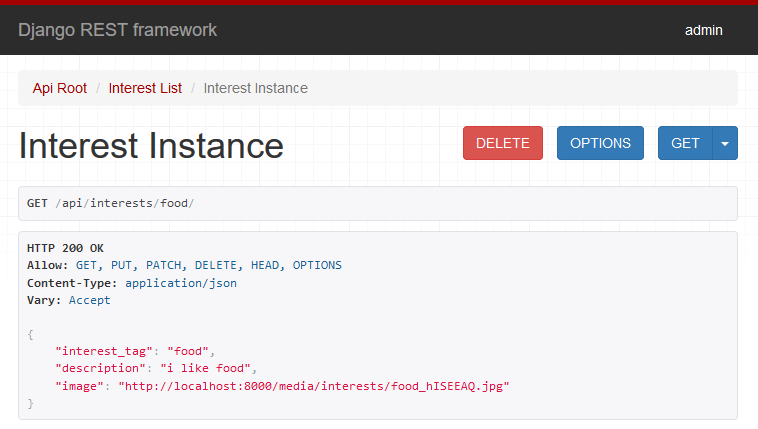 Django REST framework
admin
Api Root / Interest List / Interest Instance
Interest Instance
DELETE
OPTIONS
GET
GET /api/interests/food/
HTTP 200 OK
Allow: GET, PUT, PATCH, DELETE, HEAD, OPTIONS
Content-Type: application/json
Vary: Accept
{
"interest_tag": "food",
"description": "i like food",
"image": "http://localhost:8000/media/interests/food_hISEEAQ.jpg"
}